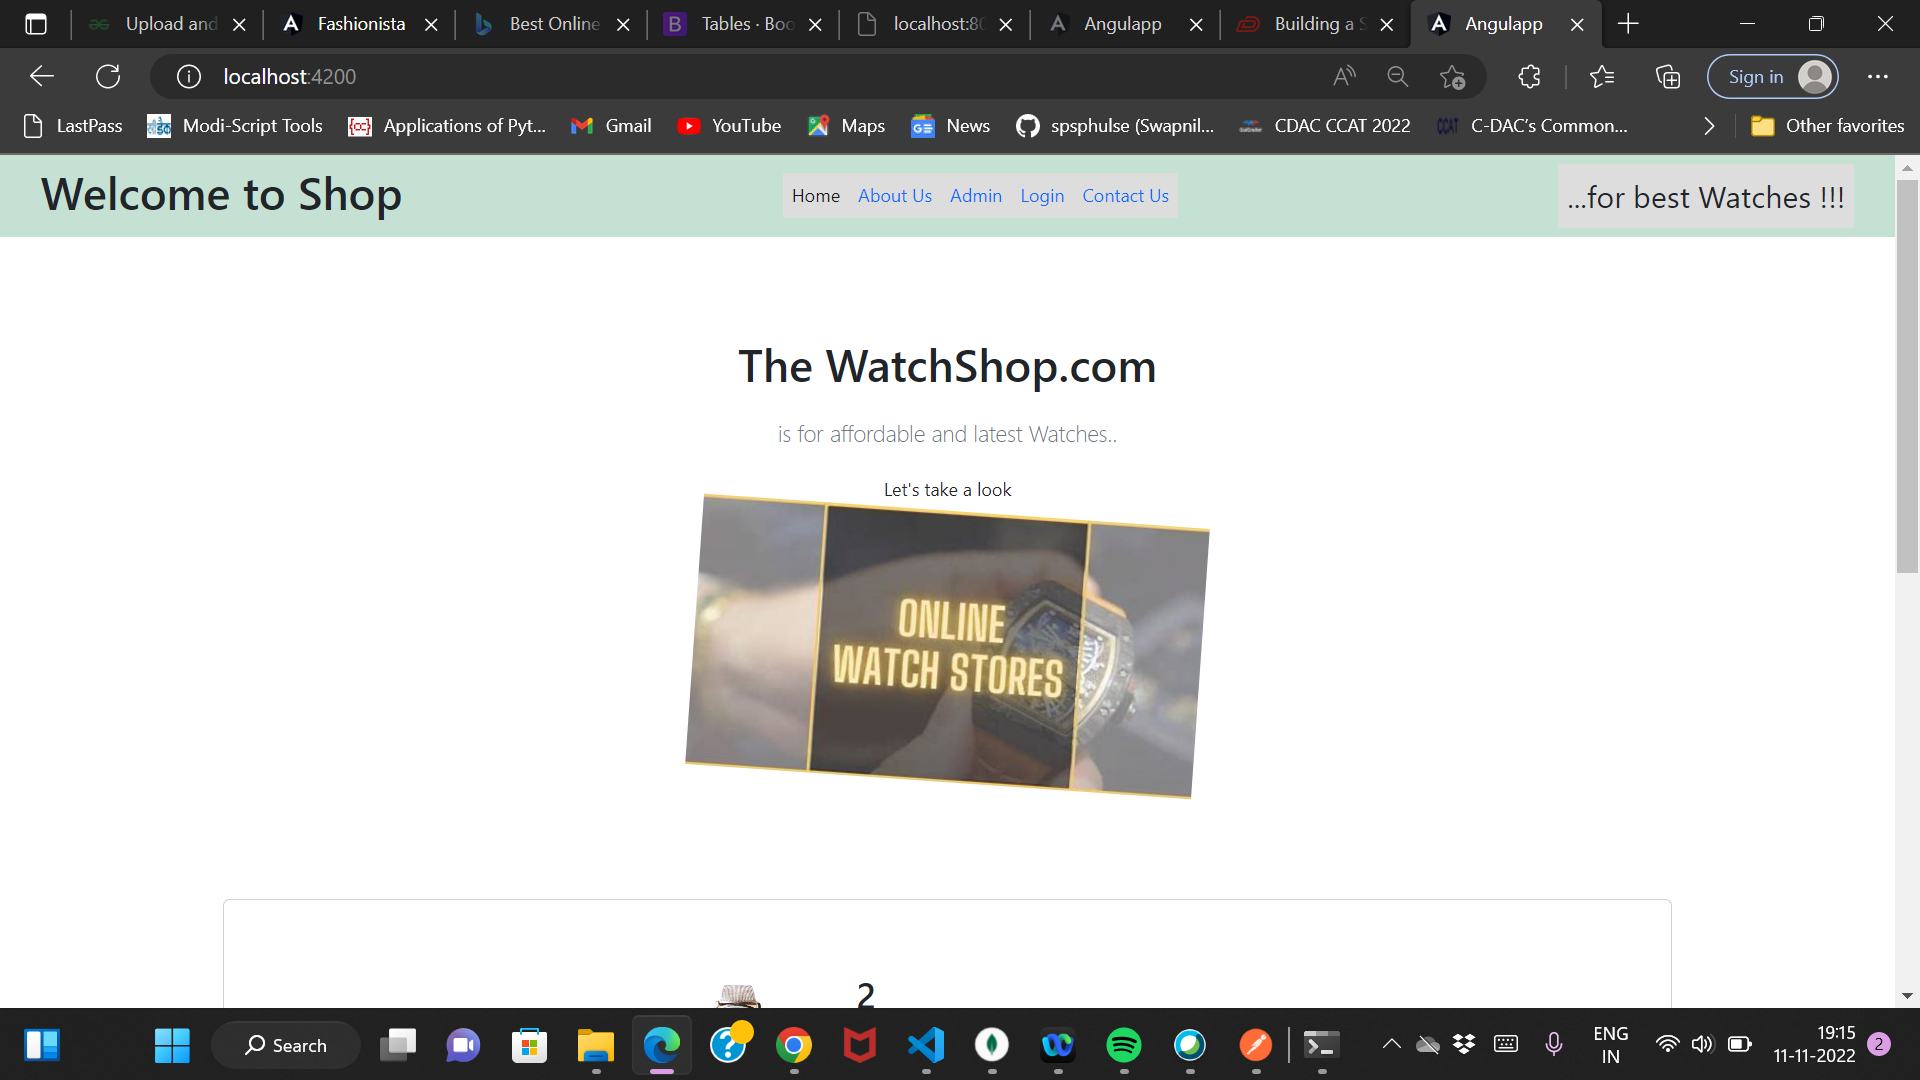 Upload and
Fashionista
Best Online
Tables · Boo
localhost:80
Angulapp
Building a S
Angulapp
localhost:4200
Sign in
LastPass
Modi-Script Tools
Applications of Pyt...
Gmail
YouTube
Maps
News
spsphulse (Swapnil...
CDAC CCAT 2022
C-DAC's Common...
Other favorites
Welcome to Shop
Home About Us Admin Login Contact Us
...for best Watches !!!
The WatchShop.com
is for affordable and latest Watches..
Let's take a look
ONLINE
WATCH STORES
2
Search
ENG
IN
19:15
11-11-2022
2